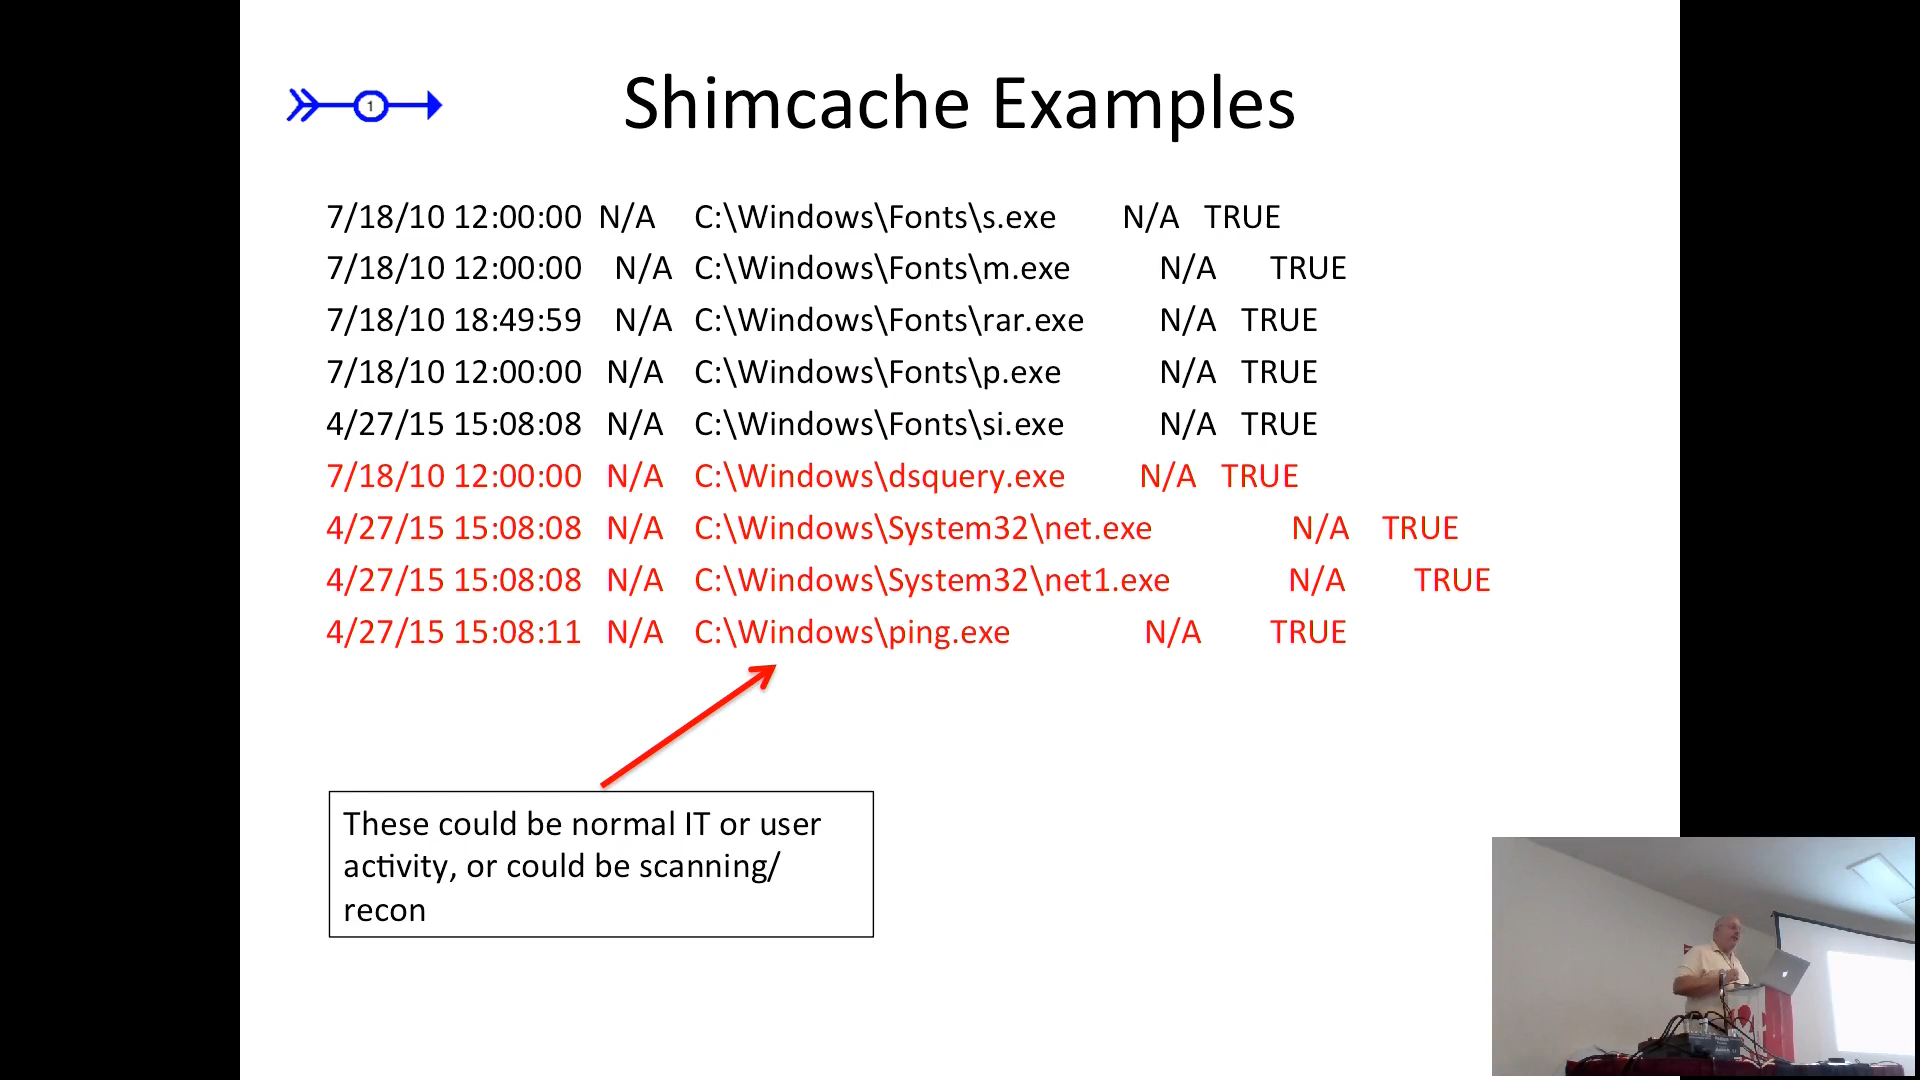 1
Shimcache Examples
7/18/10 12:00:00 N/A C:\Windows\Fonts\s.exe N/A TRUE
7/18/10 12:00:00 N/A C:\Windows\Fonts\m.exe N/A TRUE
7/18/10 18:49:59 N/A C:\Windows\Fonts\rar.exe N/A TRUE
7/18/10 12:00:00 N/A C:\Windows\Fonts\p.exe N/A TRUE
4/27/15 15:08:08 N/A C:\Windows\Fonts\si.exe N/A TRUE
7/18/10 12:00:00 N/A C:\Windows\dsquery.exe N/A TRUE
4/27/15 15:08:08 N/A C:\Windows\System32\net.exe N/A TRUE
4/27/15 15:08:08 N/A C:\Windows\System32\net1.exe N/A TRUE
4/27/15 15:08:11 N/A C:\Windows\ping.exe N/A TRUE
These could be normal IT or user
activity, or could be scanning/
recon